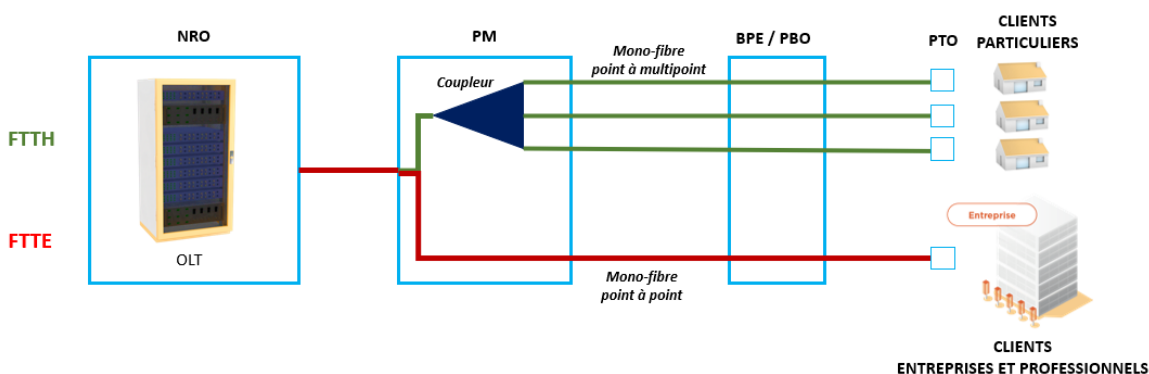 NRO
PM
BPE / PBO
PTO
CLIENTS
PARTICULIERS
Mono-fibre
point à multipoint
Coupleur
FTTH
FTTE
OLT
Entreprise
Mono-fibre
point à point
CLIENTS
ENTREPRISES ET PROFESSIONNELS